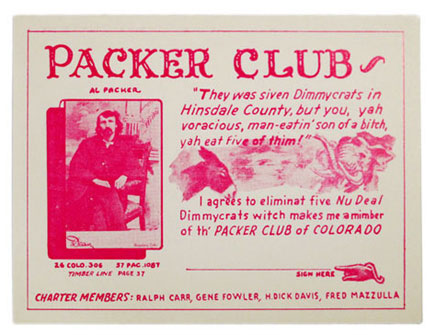 PACKER CLUB
AL PACKER
"They was siven Dimmycrats in
Hinsdale County, but you, yah
voracious, man-eatin' son of a bitch,
yah eat five of thim!"
I agrees to eliminat five Nu Deal
Dimmycrats witch makes me a mimber
of th' PACKER CLUB of COLORADO
26 COLO. 306 57 PAC. 1087
TIMBER LINE PAGE 57
SIGN HERE
CHARTER MEMBERS: RALPH CARR, GENE FOWLER, H. DICK DAVIS, FRED MAZZULLA